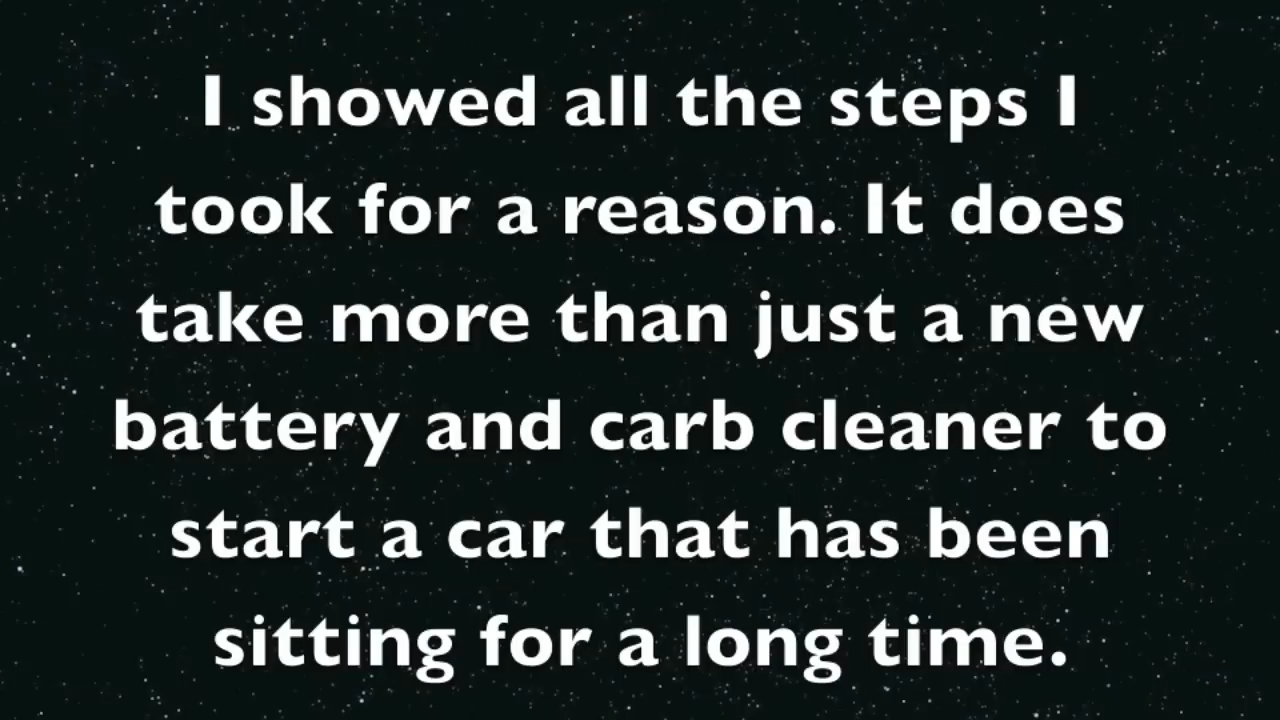 I showed all the steps I
took for a reason. It does
take more than just a new
battery and carb cleaner to
start a car that has been
sitting for a long time.